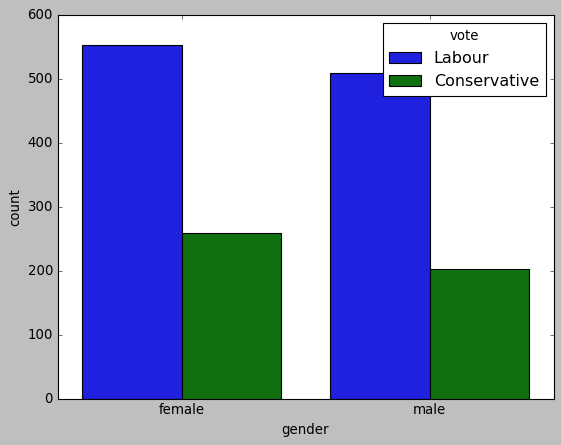 600
500
400
300
200
100
0
count
vote
Labour
Conservative
female
male
gender